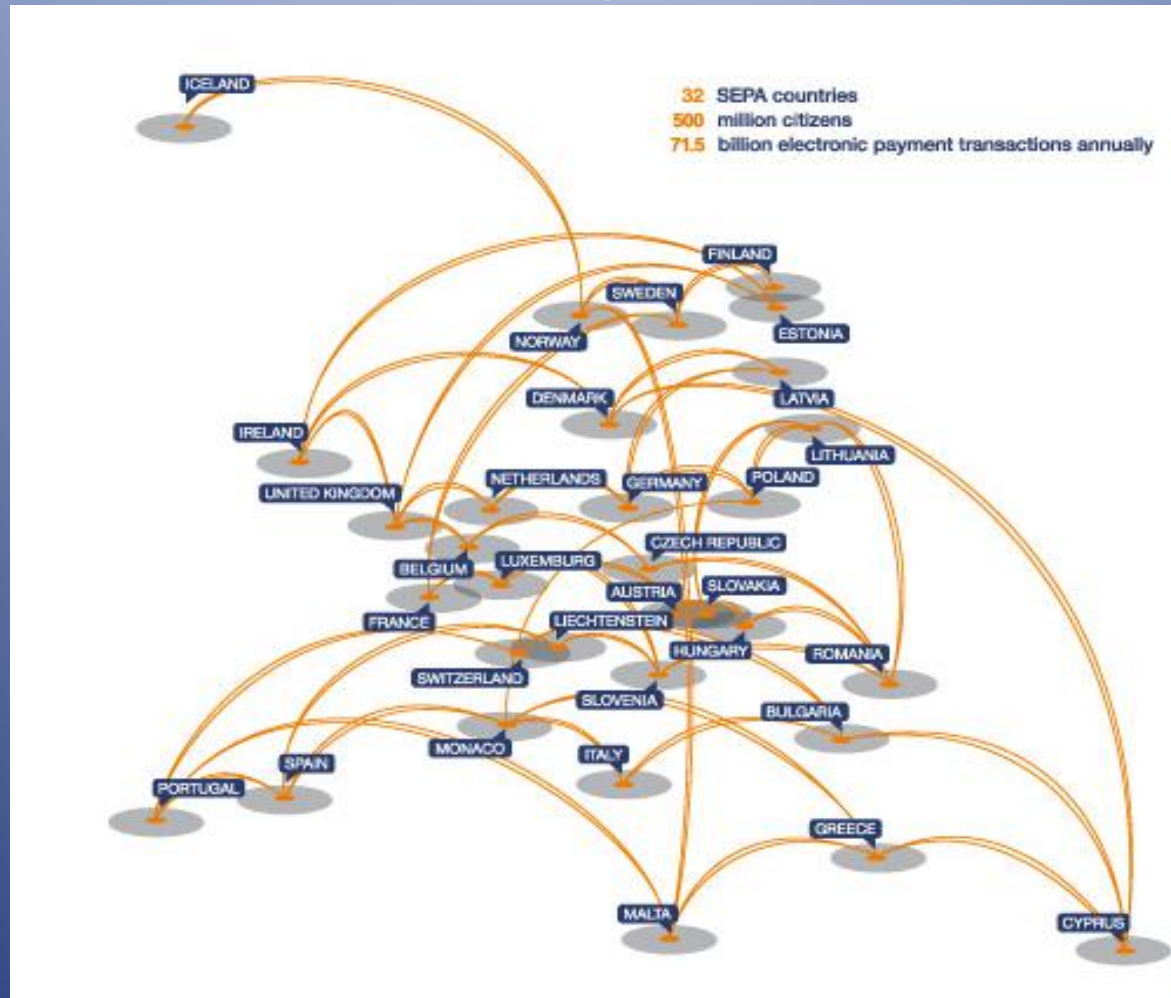 ICELAND
32 SEPA countries
500 million citizens
71.5 billion electronic payment transactions annually
FINLAND
SWEDEN
NORWAY
ESTONIA
DENMARK
LATVIA
IRELAND
LITHUANIA
NETHERLANDS
GERMANY
POLAND
UNITED KINGDOM
CZECH REPUBLIC
BELGIUM
LUXEMBURG
AUSTRIA
SLOVAKIA
FRANCE
LIECHTENSTEIN
HUNGARY
ROMANIA
SWITZERLAND
SLOVENIA
BULGARIA
MONACO
ITALY
SPAIN
PORTUGAL
GREECE
MALTA
CYPRUS